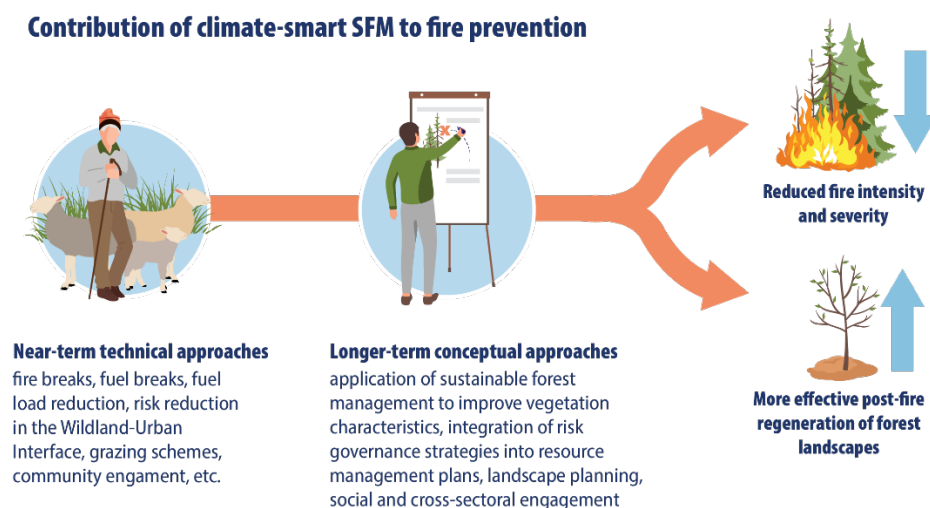 Contribution of climate-smart SFM to fire prevention
Reduced fire intensity
and severity
Near-term technical approaches
fire breaks, fuel breaks, fuel
load reduction, risk reduction
in the Wildland-Urban
Interface, grazing schemes,
community engament, etc.
Longer-term conceptual approaches
application of sustainable forest
management to improve vegetation
characteristics, integration of risk
governance strategies into resource
management plans, landscape planning,
social and cross-sectoral engagement
More effective post-fire
regeneration of forest
landscapes